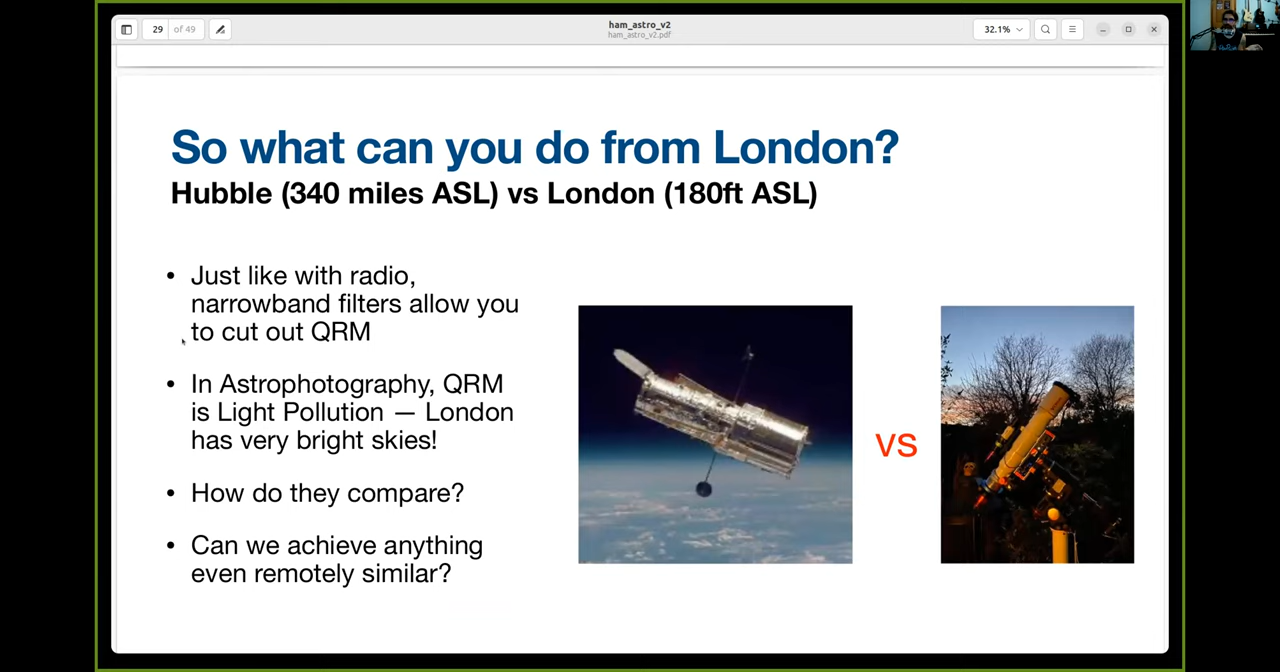 ham_astro_v2
ham_astro_v2.pdf
29 of 49
32.1%
So what can you do from London?
Hubble (340 miles ASL) vs London (180ft ASL)
• Just like with radio,
narrowband filters allow you
to cut out QRM
• In Astrophotography, QRM
is Light Pollution — London
has very bright skies!
• How do they compare?
• Can we achieve anything
even remotely similar?
vs